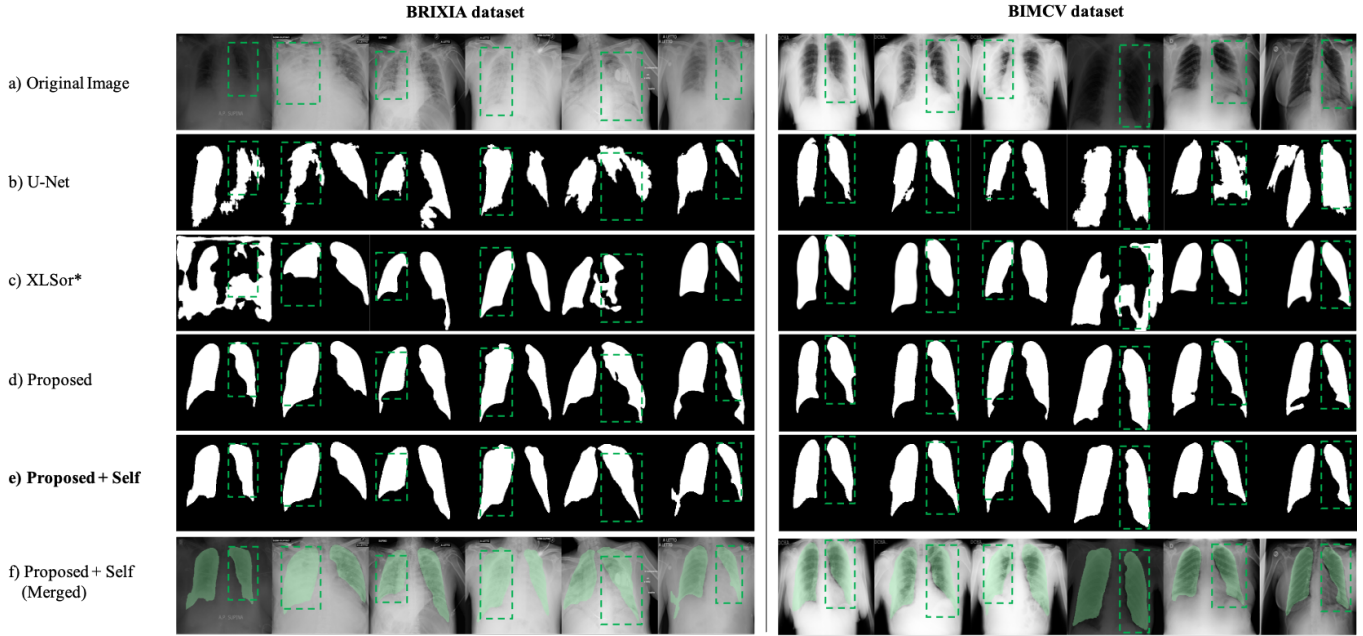 BRIXIA dataset
BIMCV dataset
a) Original Image
b) U-Net
c) XLSor*
d) Proposed
e) Proposed + Self
f) Proposed + Self
(Merged)